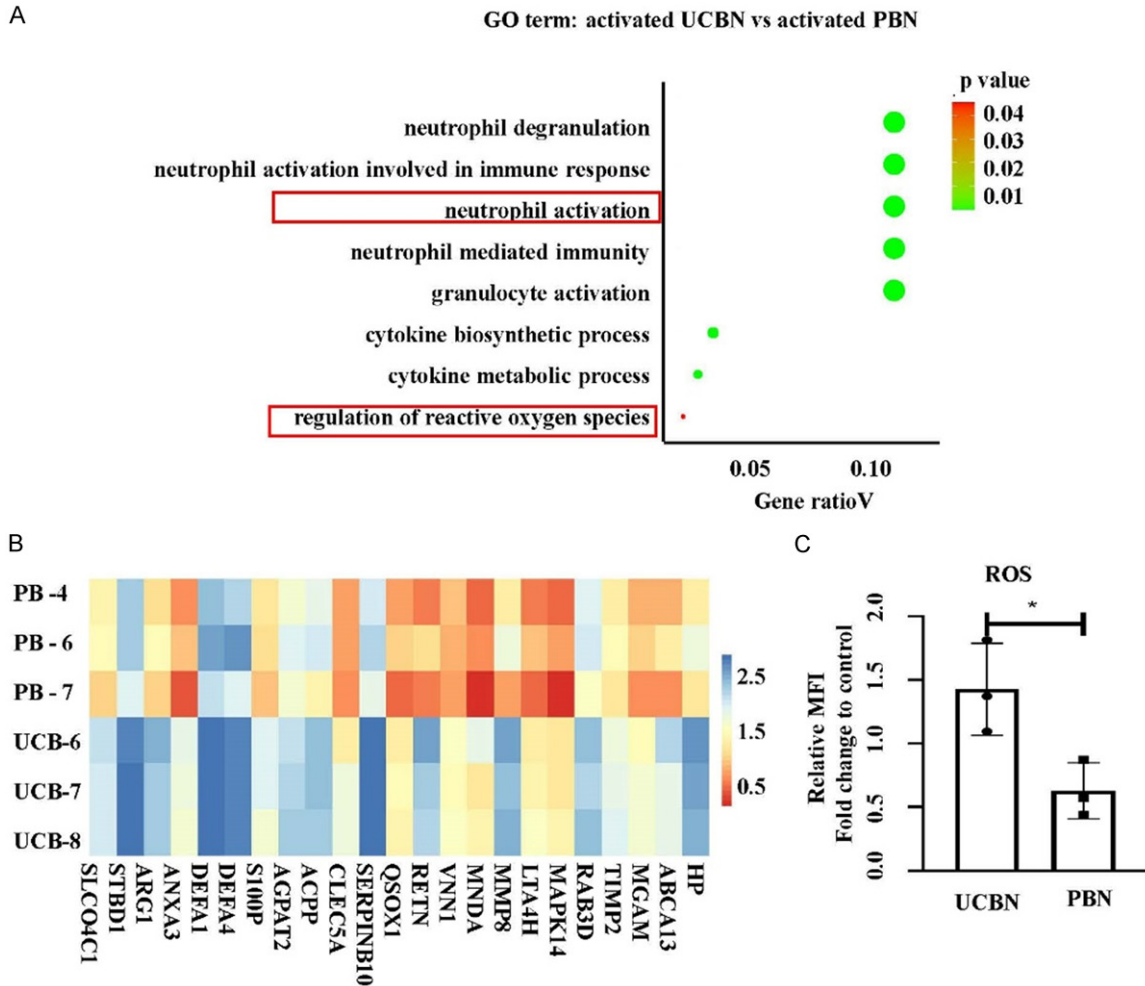 A
GO term: activated UCBN vs activated PBN
p value
0.04
0.03
0.02
0.01
neutrophil degranulation
neutrophil activation involved in immune response
neutrophil activation
neutrophil mediated immunity
granulocyte activation
cytokine biosynthetic process
cytokine metabolic process
regulation of reactive oxygen species
0.05 0.10
Gene ratioV
B
PB -4
PB - 6
PB - 7
UCB-6
UCB-7
UCB-8
2.5
1.5
0.5
SLCO4C1
STBD1
ARG1
ANXA3
DEFA1
DEFA4
S100P
AGPAT2
ACPP
CLEC5A
SERPINB10
QSOX1
RETN
VNN1
MNDA
MMP8
LTA4H
MAPK14
RAB3D
TIMP2
MGAM
ABCA13
HP
C
ROS
*
Relative MFI
Fold change to control
2.0
1.5
1.0
0.5
0.0
UCBN PBN